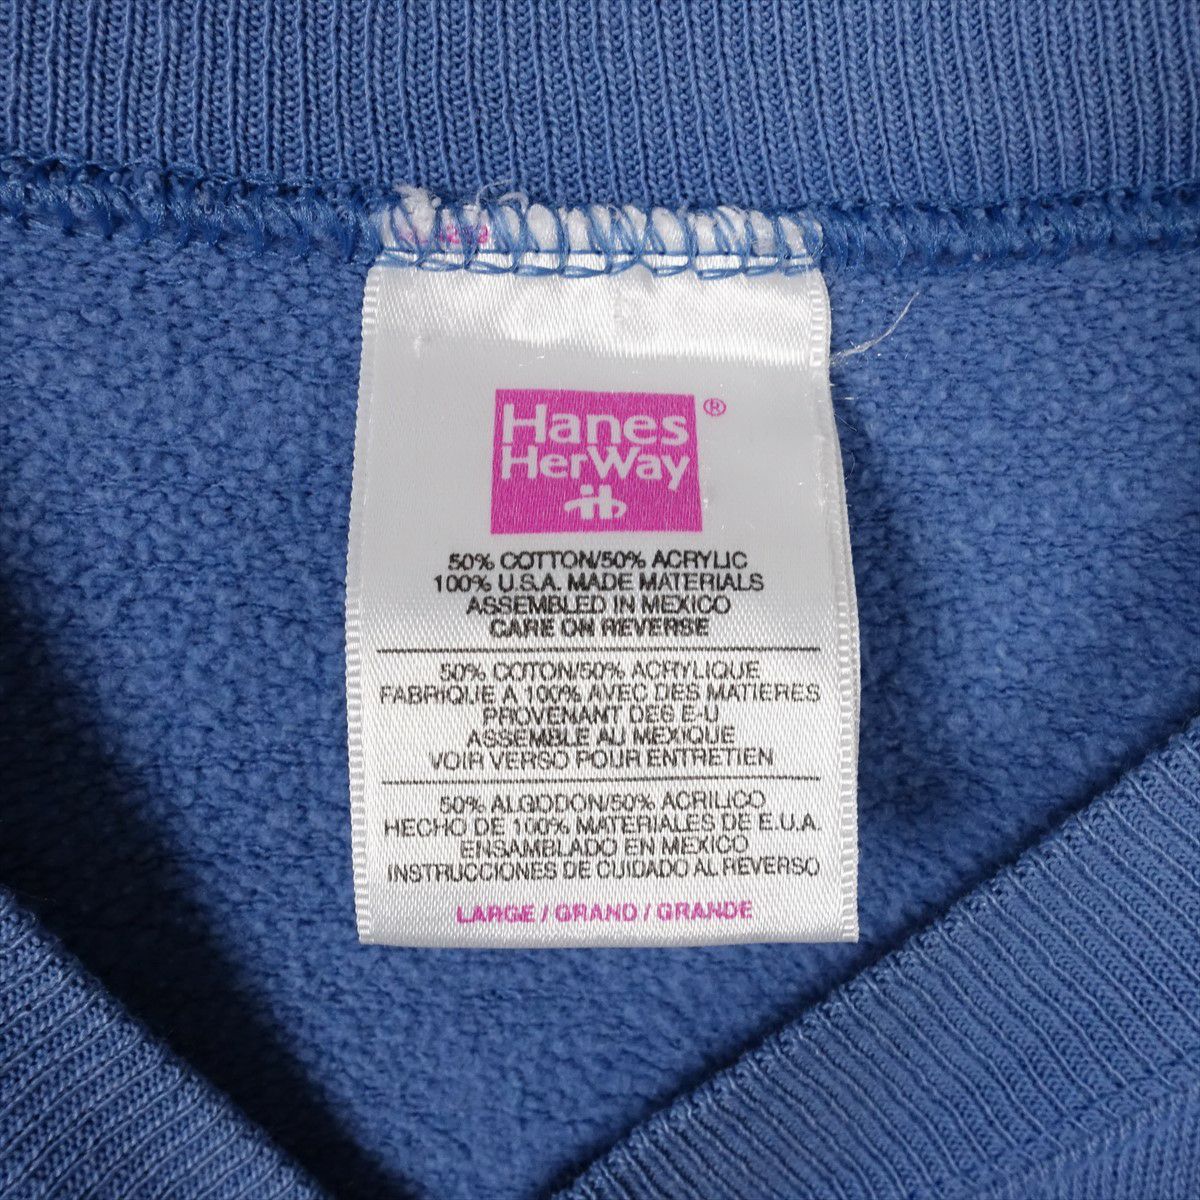 Hanes ®
HerWay
50% COTTON/50% ACRYLIC
100% U.S.A. MADE MATERIALS
ASSEMBLED IN MEXICO
CARE ON REVERSE
50% COTON/50% ACRYLIQUE
FABRIQUE A 100% AVEC DES MATIERES
PROVENANT DES E-U
ASSEMBLE AU MEXIQUE
VOIR VERSO POUR ENTRETIEN
50% ALGODON/50% ACRILICO
HECHO DE 100% MATERIALES DE E.U.A.
ENSAMBLADO EN MEXICO
INSTRUCCIONES DE CUIDADO AL REVERSO
LARGE / GRAND / GRANDE